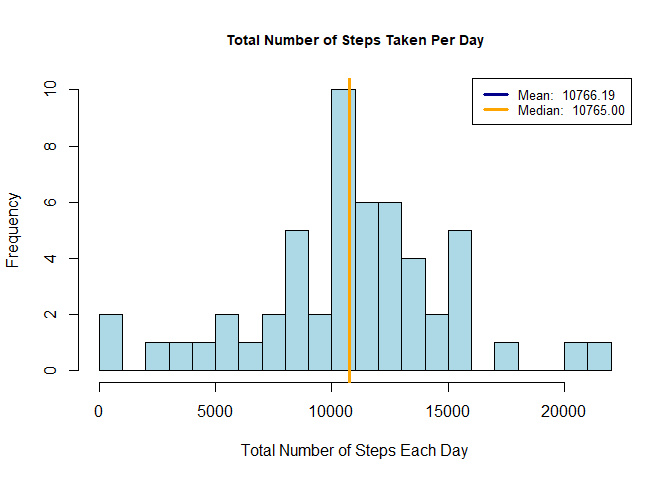 Total Number of Steps Taken Per Day
Mean: 10766.19
Median: 10765.00
Frequency
10
8
6
4
2
0
0 5000 10000 15000 20000
Total Number of Steps Each Day